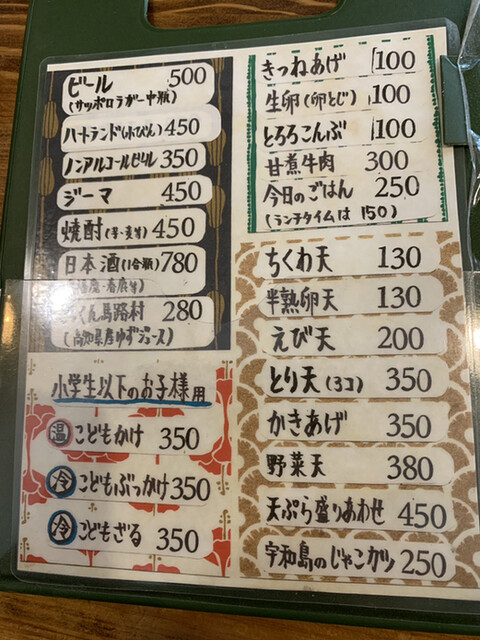 ビール 500
(サッポロラガー中瓶)
ハートランド(小びん) 450
ノンアルコールビール 350
ジーマ 450
焼酎(芋・麦) 450
日本酒(1合瓶) 780
ごっくん馬路村 280
(高知県産ゆずジュース)
小学生以下のお子様用
温 こどもかけ 350
冷 こどもぶっかけ 350
冷 こどもざる 350
きつねあげ 100
生卵(卵とじ) 100
とろろこんぶ 100
甘煮牛肉 300
今日のごはん 250
(ランチタイムは 150)
ちくわ天 130
半熟卵天 130
えび天 200
とり天(3コ) 350
かきあげ 350
野菜天 380
天ぷら盛りあわせ 450
宇和島のじゃこカツ 250